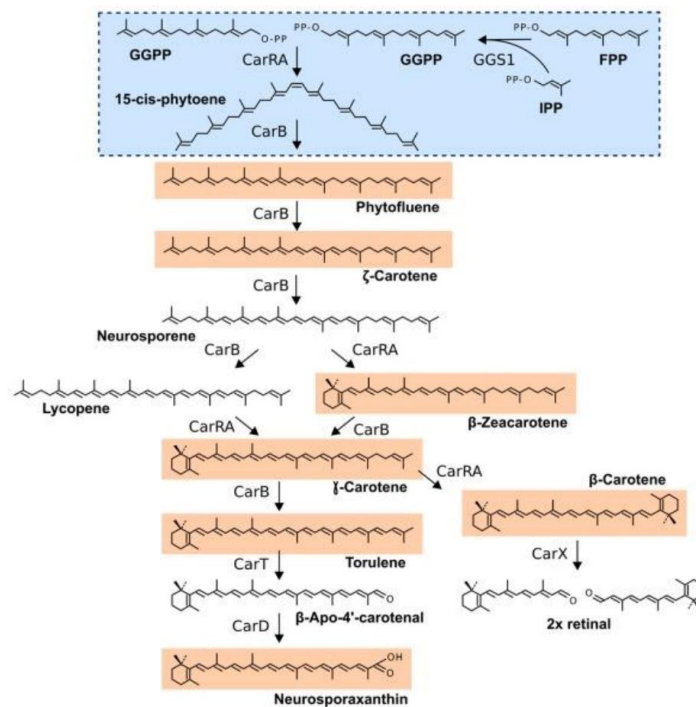 PP-O
O-PP
GGPP
CarRA
GGPP
GGS1
PP-O
FPP
PP-O
IPP
15-cis-phytoene
CarB
Phytofluene
CarB
ζ-Carotene
CarB
Neurosporene
CarB
CarRA
Lycopene
β-Zeacarotene
CarRA
CarB
ɣ-Carotene
CarRA
β-Carotene
CarB
Torulene
CarX
CarT
O
O
O
β-Apo-4'-carotenal
2x retinal
CarD
OH
O
Neurosporaxanthin